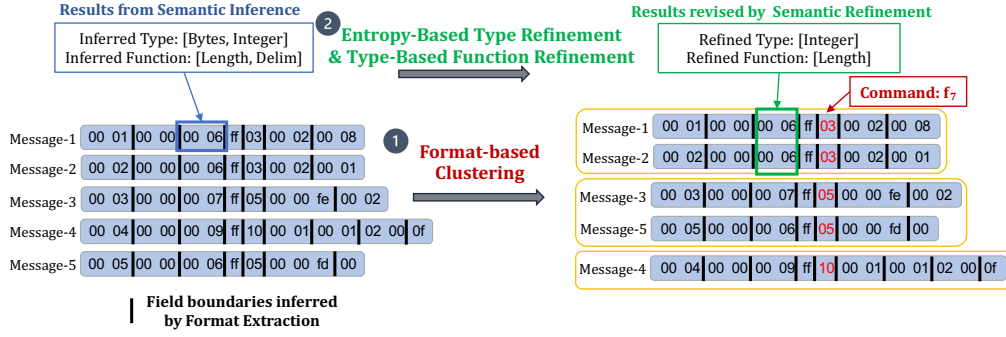 Results from Semantic Inference
Inferred Type: [Bytes, Integer]
Inferred Function: [Length, Delim]
2
Entropy-Based Type Refinement
& Type-Based Function Refinement
Results revised by Semantic Refinement
Refined Type: [Integer]
Refined Function: [Length]
Command: f₇
Message-1 00 01 00 00 00 06 ff 03 00 02 00 08
Message-2 00 02 00 00 00 06 ff 03 00 02 00 01
Message-3 00 03 00 00 00 07 ff 05 00 00 fe 00 02
Message-4 00 04 00 00 00 09 ff 10 00 01 00 01 02 00 0f
Message-5 00 05 00 00 00 06 ff 05 00 00 fd 00
Field boundaries inferred
by Format Extraction
1
Format-based
Clustering
Message-1 00 01 00 00 00 06 ff 03 00 02 00 08
Message-2 00 02 00 00 00 06 ff 03 00 02 00 01
Message-3 00 03 00 00 00 07 ff 05 00 00 fe 00 02
Message-5 00 05 00 00 00 06 ff 05 00 00 fd 00
Message-4 00 04 00 00 00 09 ff 10 00 01 00 01 02 00 0f